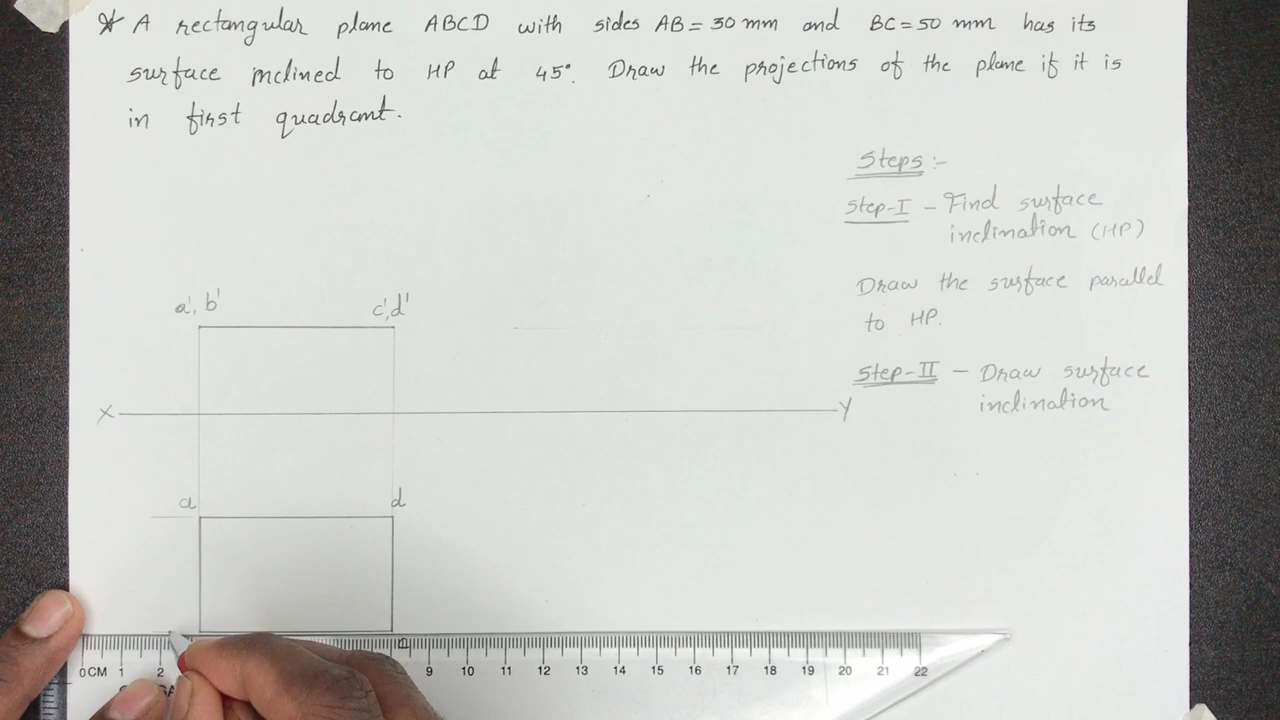 * A rectangular plane ABCD with sides AB = 30 mm and BC = 50 mm has its
surface inclined to HP at 45°. Draw the projections of the plane if it is
in first quadrant.
Steps :-
Step-I - Find surface
inclination (HP)
Draw the surface parallel
to HP.
Step-II - Draw surface
inclination
a', b' c', d'
X Y
a d
0CM 1 2 9 10 11 12 13 14 15 16 17 18 19 20 21 22